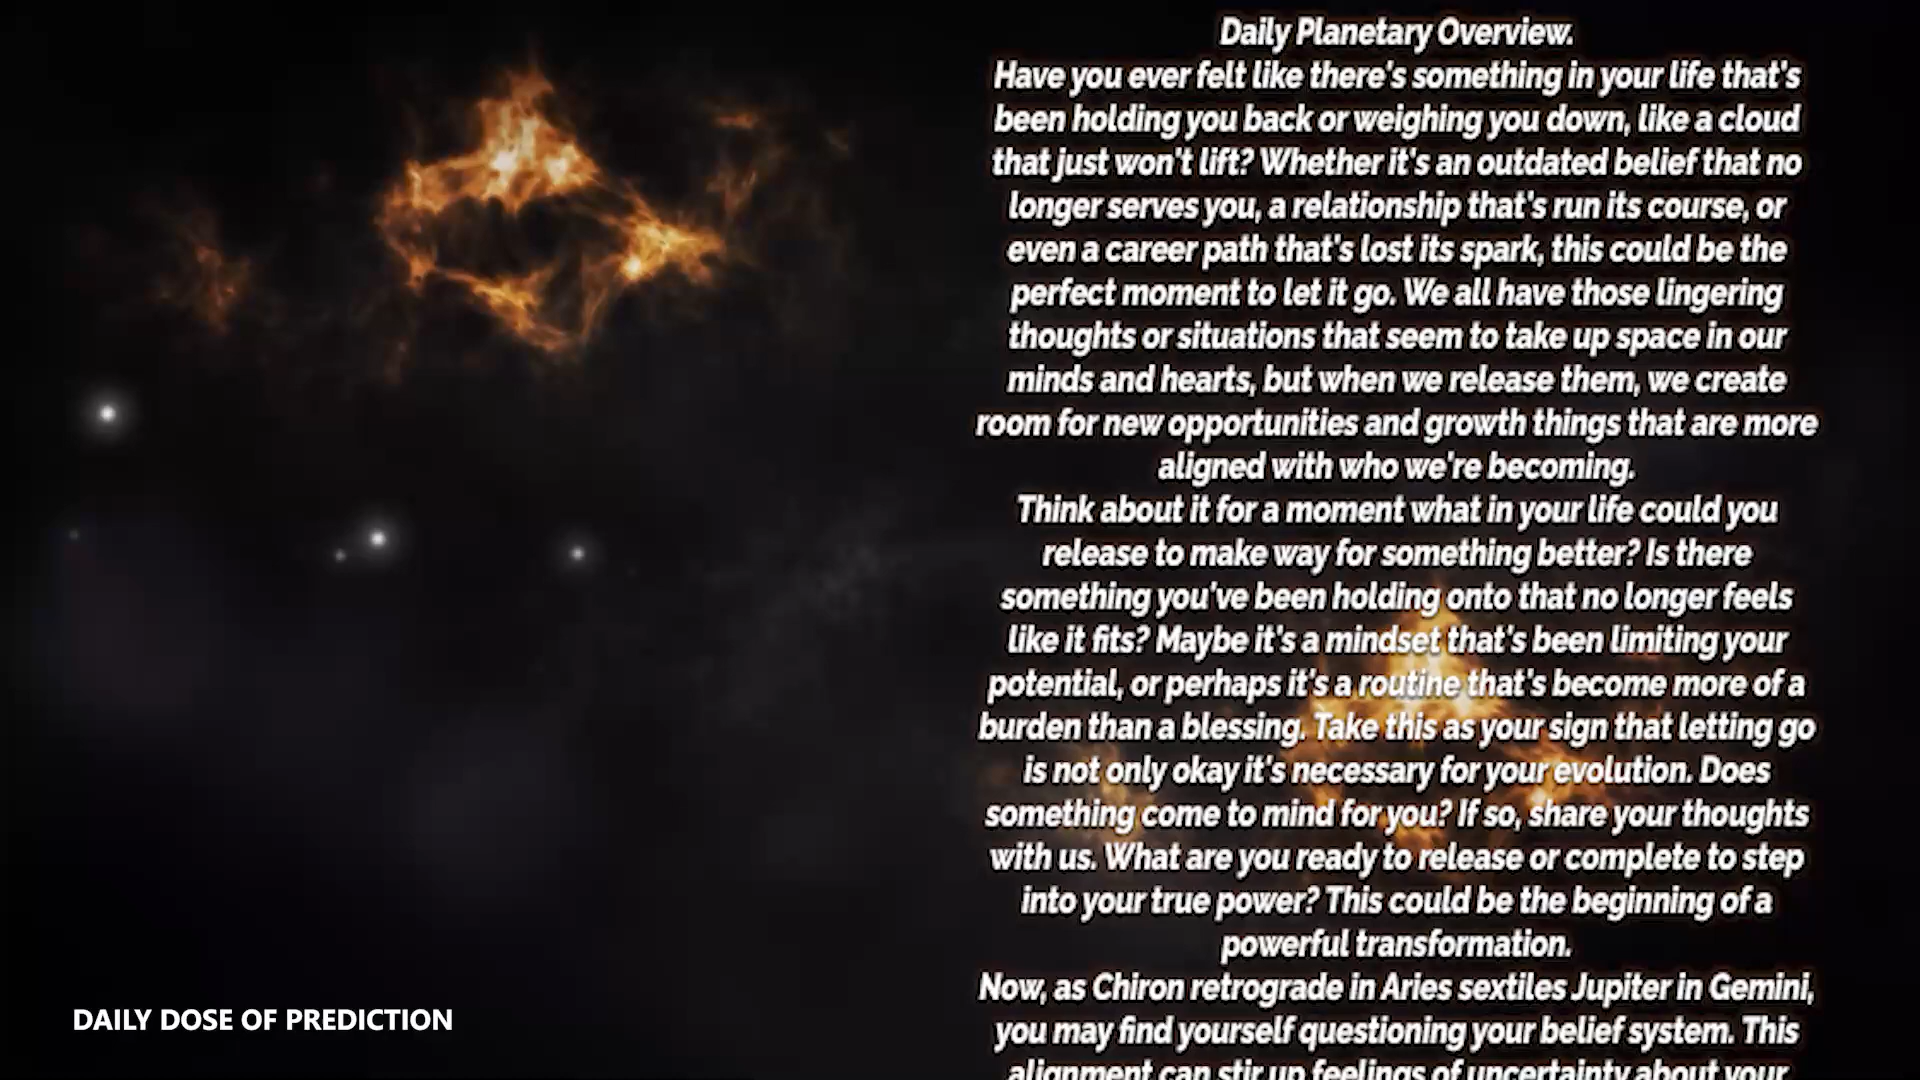 Daily Planetary Overview.
Have you ever felt like there's something in your life that's
been holding you back or weighing you down, like a cloud
that just won't lift? Whether it's an outdated belief that no
longer serves you, a relationship that's run its course, or
even a career path that's lost its spark, this could be the
perfect moment to let it go. We all have those lingering
thoughts or situations that seem to take up space in our
minds and hearts, but when we release them, we create
room for new opportunities and growth things that are more
aligned with who we're becoming.
Think about it for a moment what in your life could you
release to make way for something better? Is there
something you've been holding onto that no longer feels
like it fits? Maybe it's a mindset that's been limiting your
potential, or perhaps it's a routine that's become more of a
burden than a blessing. Take this as your sign that letting go
is not only okay it's necessary for your evolution. Does
something come to mind for you? If so, share your thoughts
with us. What are you ready to release or complete to step
into your true power? This could be the beginning of a
powerful transformation.
Now, as Chiron retrograde in Aries sextiles Jupiter in Gemini,
you may find yourself questioning your belief system. This
alignment can stir up feelings of uncertainty about your
DAILY DOSE OF PREDICTION